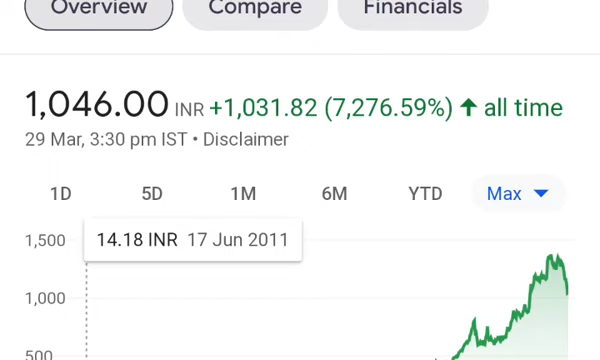 Overview Compare Financials
1,046.00 INR +1,031.82 (7,276.59%) ↑ all time
29 Mar, 3:30 pm IST • Disclaimer
1D 5D 1M 6M YTD Max
1,500
14.18 INR 17 Jun 2011
1,000
500